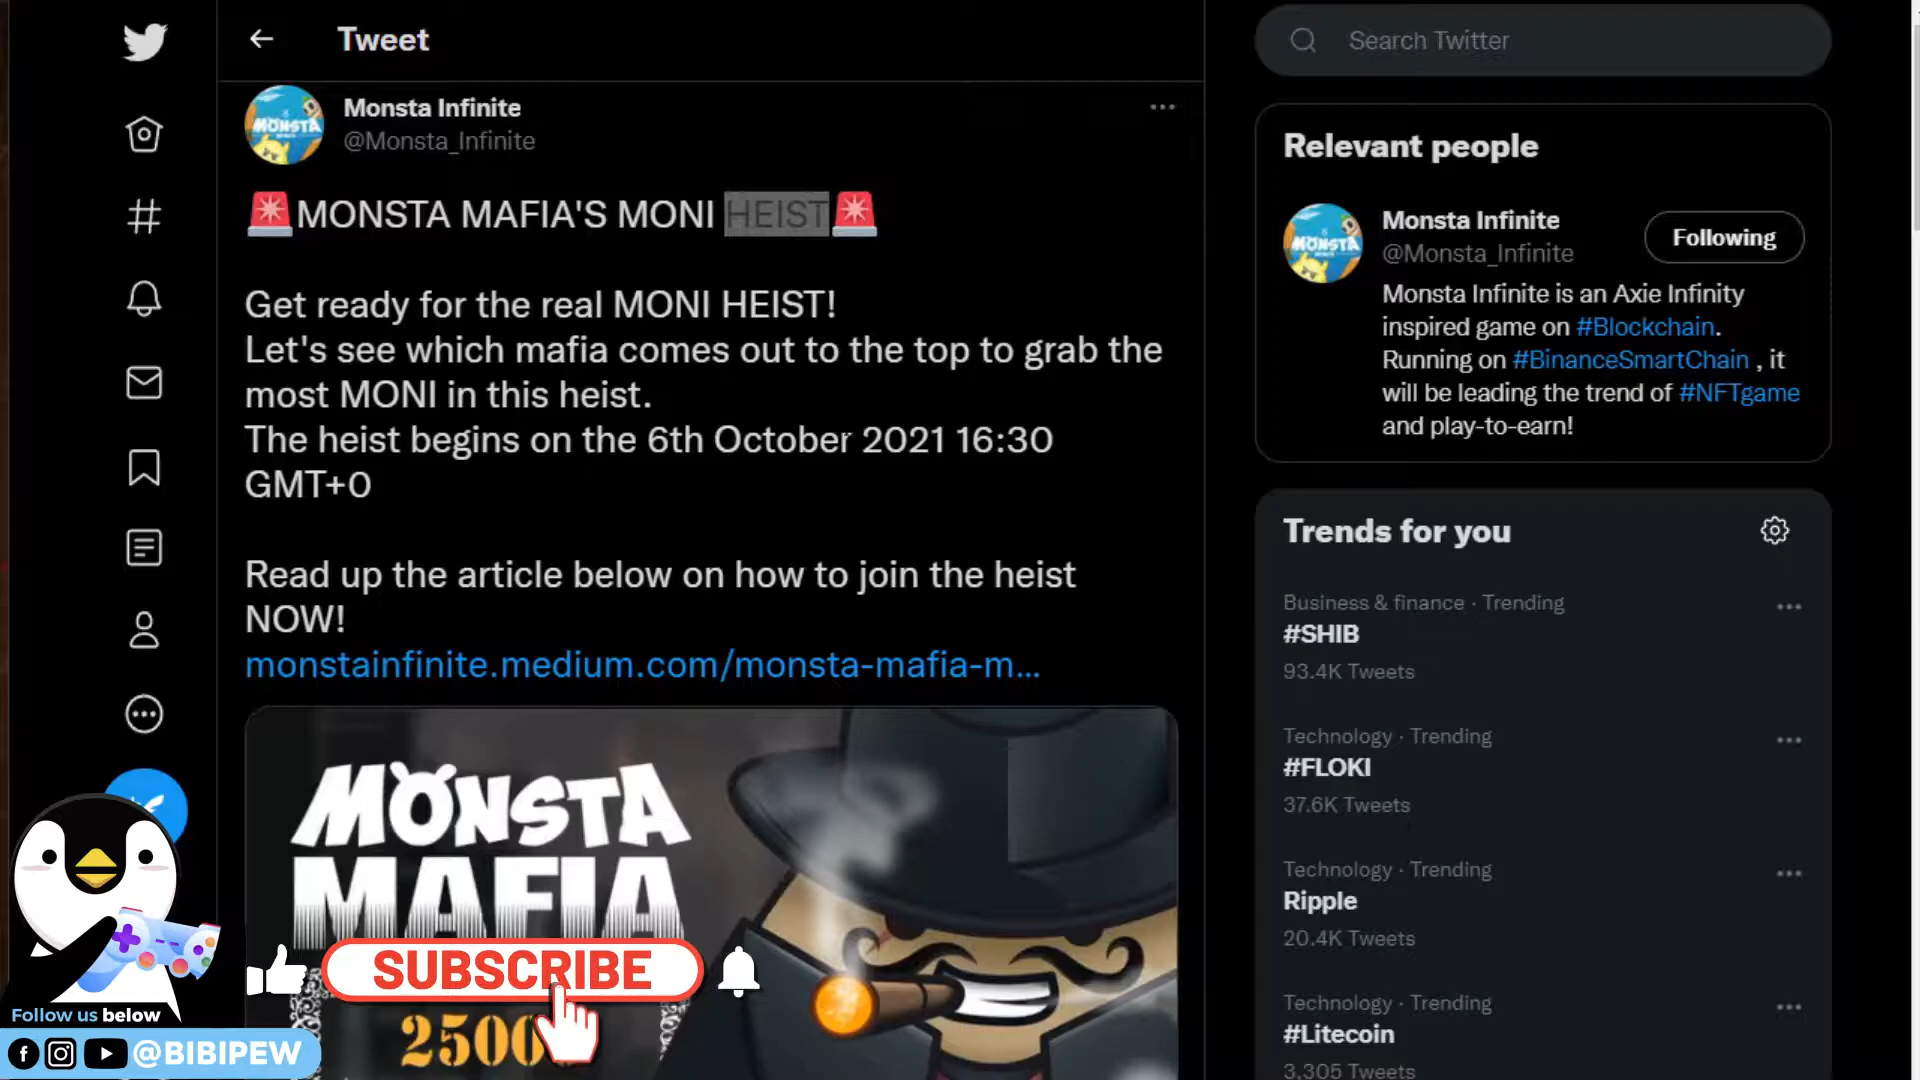 Tweet
Search Twitter
Monsta Infinite
@Monsta_Infinite
MONSTA
🚨MONSTA MAFIA'S MONI HEIST🚨
Get ready for the real MONI HEIST!
Let's see which mafia comes out to the top to grab the
most MONI in this heist.
The heist begins on the 6th October 2021 16:30
GMT+0
Read up the article below on how to join the heist
NOW!
monstainfinite.medium.com/monsta-mafia-m...
MONSTA
MAFIA
2500
SUBSCRIBE
Follow us below
@BIBIPEW
Relevant people
MONSTA
Monsta Infinite
@Monsta_Infinite
Following
Monsta Infinite is an Axie Infinity
inspired game on #Blockchain.
Running on #BinanceSmartChain , it
will be leading the trend of #NFTgame
and play-to-earn!
Trends for you
Business & finance · Trending
#SHIB
93.4K Tweets
Technology · Trending
#FLOKI
37.6K Tweets
Technology · Trending
Ripple
20.4K Tweets
Technology · Trending
#Litecoin
3,305 Tweets